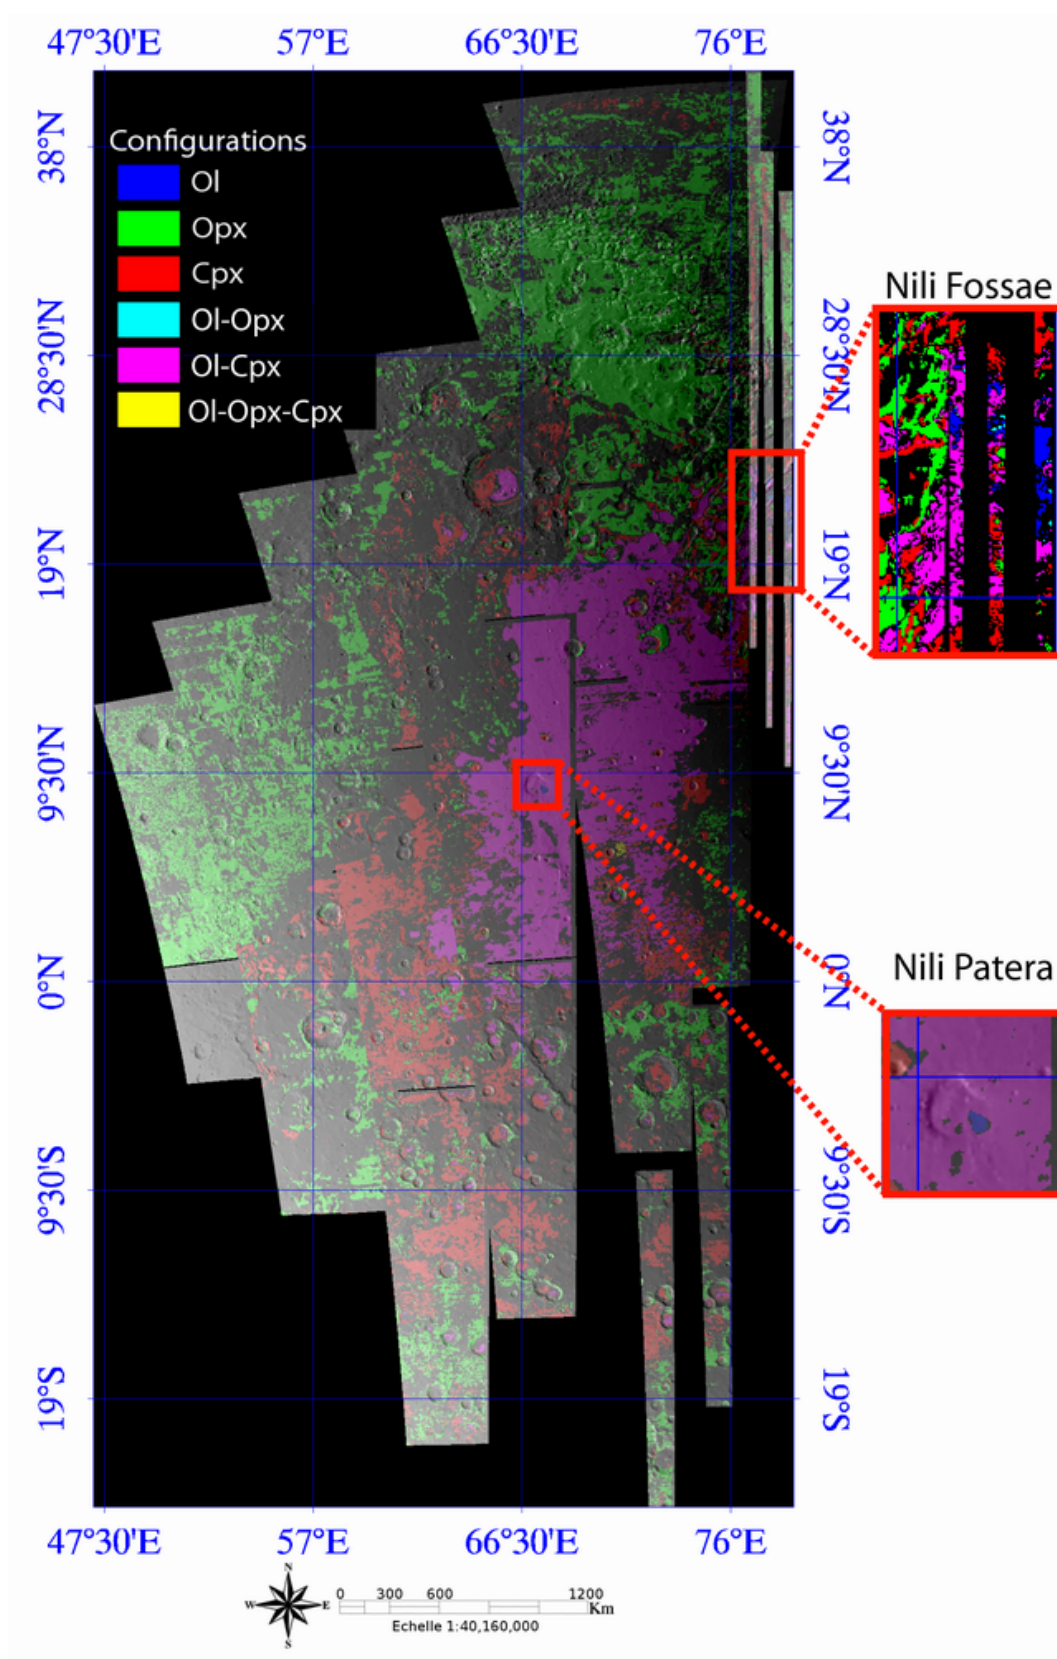 47°30'E 57°E 66°30'E 76°E
38°N 38°N
Configurations
Ol
Opx
Cpx
Ol-Opx
Ol-Cpx
Ol-Opx-Cpx
Nili Fossae
28°30'N 28°30'N
19°N 19°N
9°30'N 9°30'N
Nili Patera
0°N 0°N
9°30'S 9°30'S
19°S 19°S
47°30'E 57°E 66°30'E 76°E
N
W E
S
0 300 600 1200
Km
Echelle 1:40,160,000